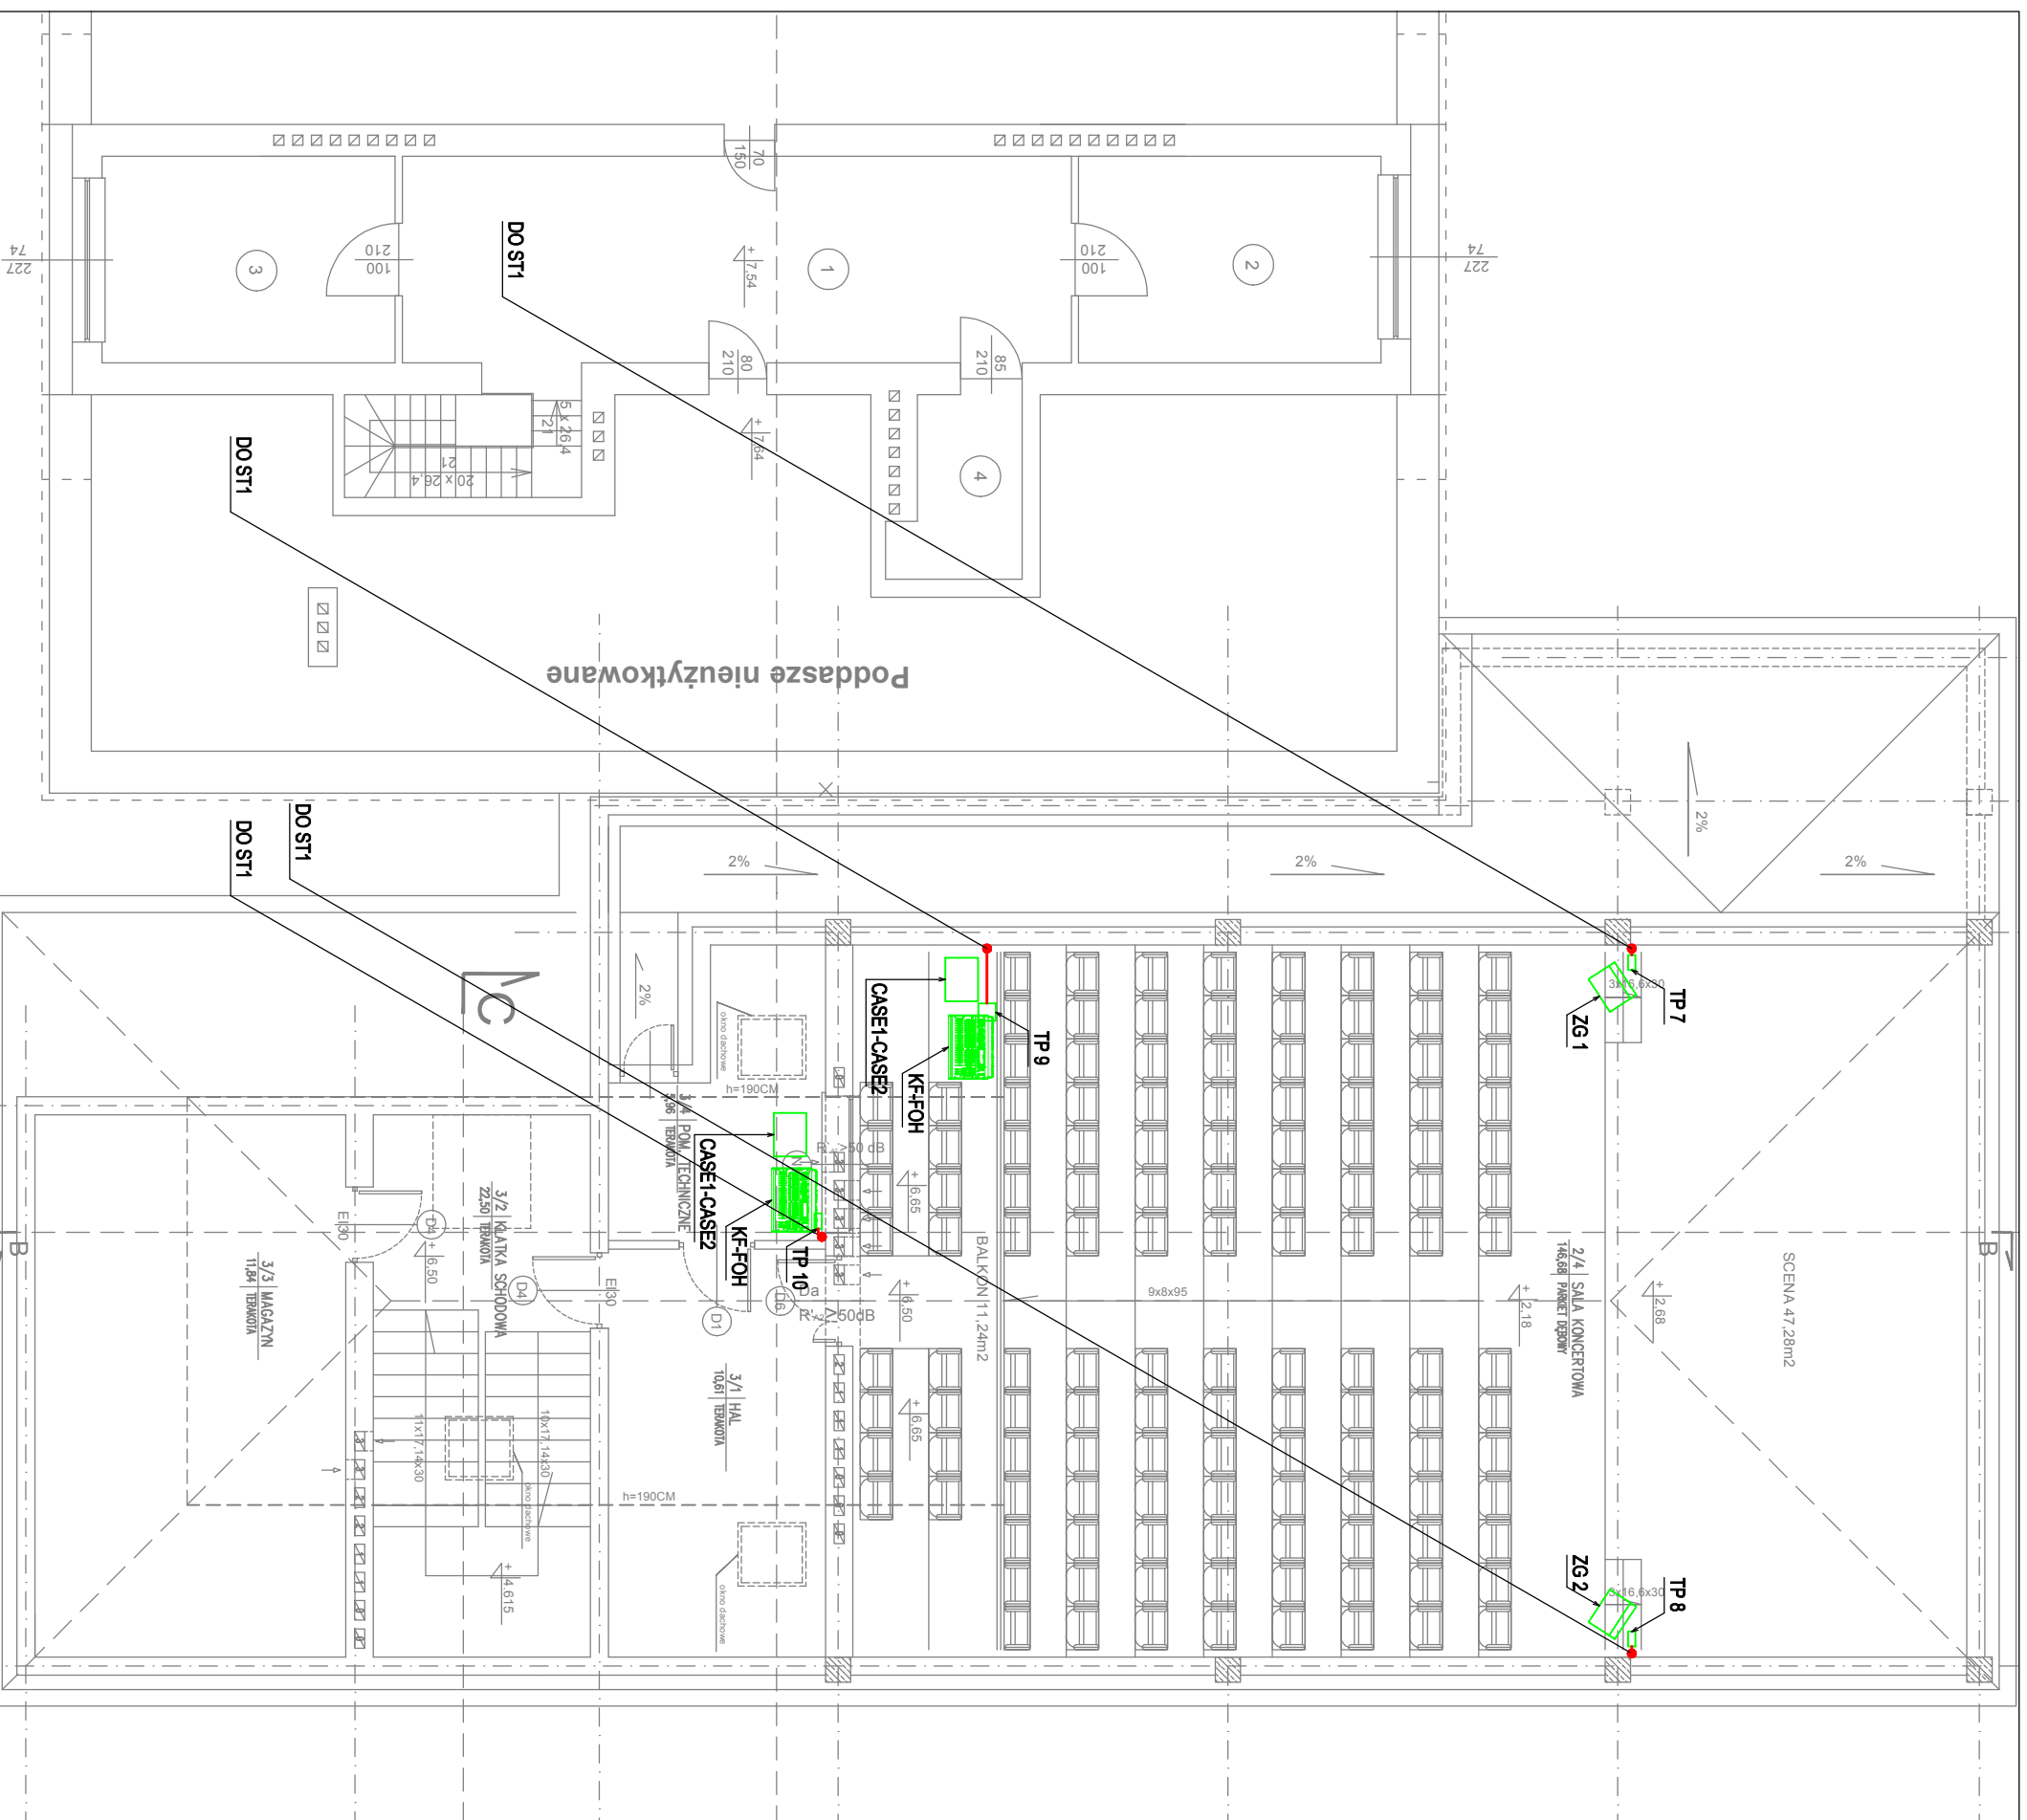 DO ST1
DO ST1
DO ST1
DO ST1
70
150
210
100
210
100
80
210
85
210
74
227
74
227
1
2
3
4
+
7,54
+
7,64
5 x 26,4
21
20 x 26,4
21
Poddasze nieużytkowane
2%
2%
2%
2%
2%
TP 7
ZG 1
3x16,6x30
TP 8
ZG 2
3x16,6x30
TP 9
KF-FOH
CASE1-CASE2
TP 10
KF-FOH
CASE1-CASE2
C
okno dachowe
h=190CM
3/4 POM. TECHNICZNE
TERAKOTA
>50 dB
+
6,65
BALKON 11,24m2
9x8x95
+
2,18
2/4 SALA KONCERTOWA
146,68 PARKIET DĘBOWY
+
2,68
SCENA 47,28m2
B
B
EI30
D4
+
6.50
3/2 KLATKA SCHODOWA
22,50 TERAKOTA
3/3 MAGAZYN
11,84 TERAKOTA
D4
EI30
D1
D6
Da
50dB
+
6,50
+
6,65
3/1 HAL
10,61 TERAKOTA
11x17,14x30
10x17,14x30
okno dachowe
h=190CM
okno dachowe
+
4.615